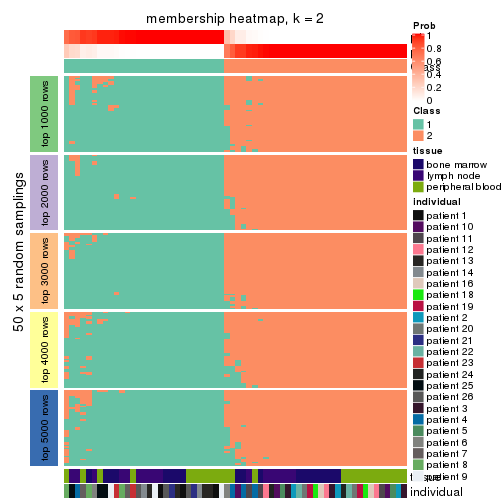 membership heatmap, k = 2
50 x 5 random samplings
top 1000 rows
top 2000 rows
top 3000 rows
top 4000 rows
top 5000 rows
Prob
1
0.8
0.6
0.4
0.2
0
Class
1
2
tissue
bone marrow
lymph node
peripheral blood
individual
patient 1
patient 10
patient 11
patient 12
patient 13
patient 14
patient 16
patient 18
patient 19
patient 2
patient 20
patient 21
patient 22
patient 23
patient 24
patient 25
patient 26
patient 3
patient 4
patient 5
patient 6
patient 7
patient 8
patient 9
individual